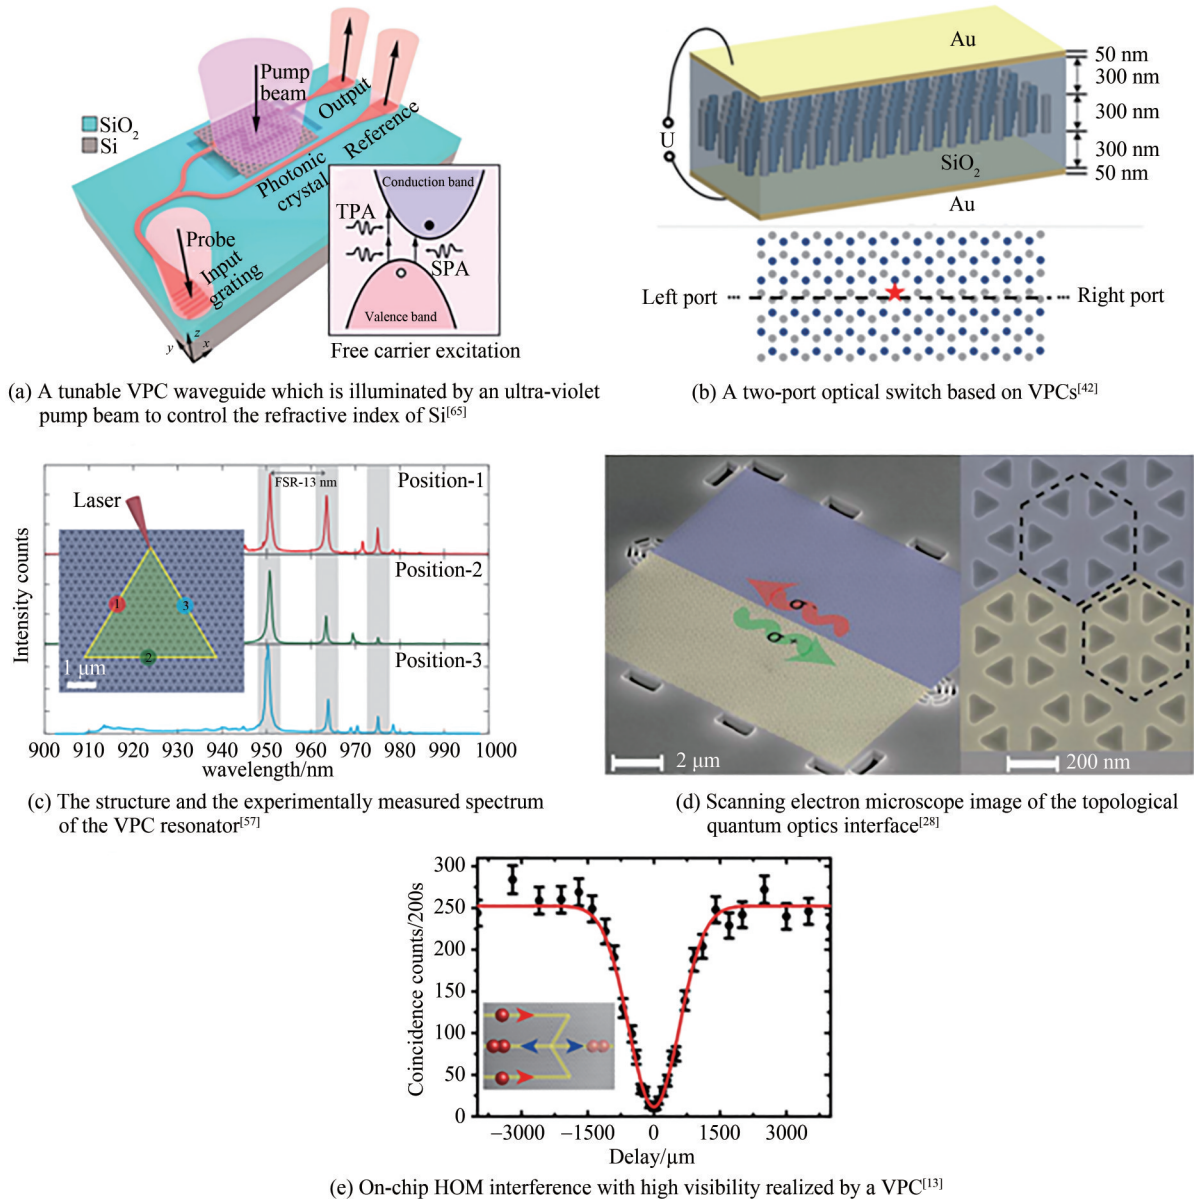 Pump
beam
Output
Reference
SiO2
Si
Photonic
crystal
Probe
Input
grating
z
y
x
Conduction band
TPA
SPA
Valence band
Free carrier excitation
(a) A tunable VPC waveguide which is illuminated by an ultra-violet
pump beam to control the refractive index of Si[65]
Au
50 nm
300 nm
300 nm
U
300 nm
SiO2
50 nm
Au
Left port
Right port
(b) A two-port optical switch based on VPCs[42]
Intensity counts
Laser
1
3
2
1 μm
FSR-13 nm
Position-1
Position-2
Position-3
900 910 920 930 940 950 960 970 980 990 1000
wavelength/nm
(c) The structure and the experimentally measured spectrum
of the VPC resonator[57]
σ-
σ+
2 μm
200 nm
(d) Scanning electron microscope image of the topological
quantum optics interface[28]
Coincidence counts/200s
300
250
200
150
100
50
0
−3000 −1500 0 1500 3000
Delay/μm
(e) On-chip HOM interference with high visibility realized by a VPC[13]